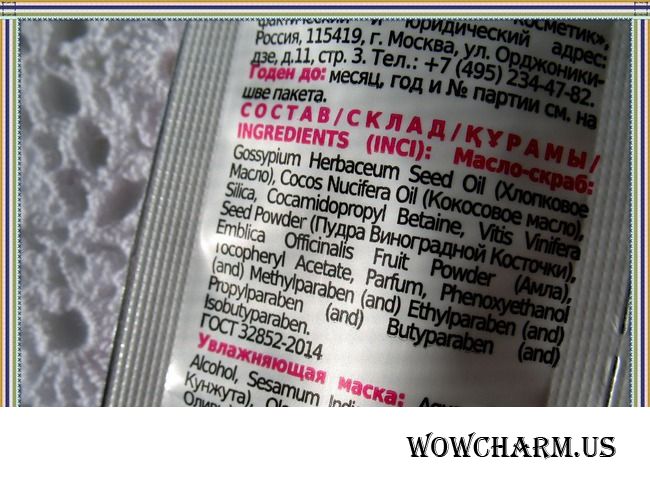 фактический и юридический адрес:
Россия, 115419, г. Москва, ул. Орджоники-
дзе, д.11, стр. 3. Тел.: +7 (495) 234-47-82.
Годен до: месяц, год и № партии см. на
шве пакета.
СОСТАВ/СКЛАД/ҚҰРАМЫ/
INGREDIENTS (INCI): Масло-скраб:
Gossypium Herbaceum Seed Oil (Хлопковое
Масло), Cocos Nucifera Oil (Кокосовое масло),
Silica, Cocamidopropyl Betaine, Vitis Vinifera
Seed Powder (Пудра Виноградной Косточки),
Emblica Officinalis Fruit Powder (Амла),
Tocopheryl Acetate, Parfum, Phenoxyethanol
(and) Methylparaben (and) Ethylparaben (and)
Propylparaben (and) Butyparaben (and)
Isobutyparaben.
ГОСТ 32852-2014
Увлажняющая маска:
Alcohol, Sesamum
Кунжута),
WOWCHARM.US